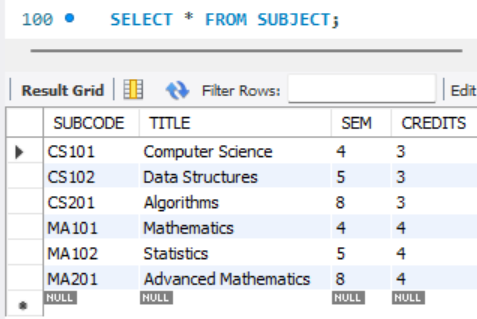 100 SELECT * FROM SUBJECT;
Result Grid Filter Rows: Edit
SUBCODE TITLE SEM CREDITS
CS101 Computer Science 4 3
CS102 Data Structures 5 3
CS201 Algorithms 8 3
MA101 Mathematics 4 4
MA102 Statistics 5 4
MA201 Advanced Mathematics 8 4
NULL NULL NULL NULL